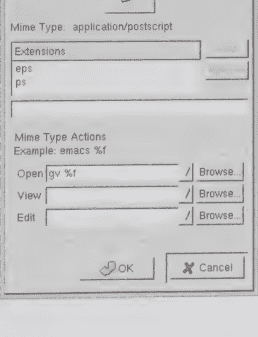 Mime Type: application/postscript
Extensions
eps
ps
Mime Type Actions
Example: emacs %f
Open gv %f / Browse...
View / Browse...
Edit / Browse...
OK Cancel